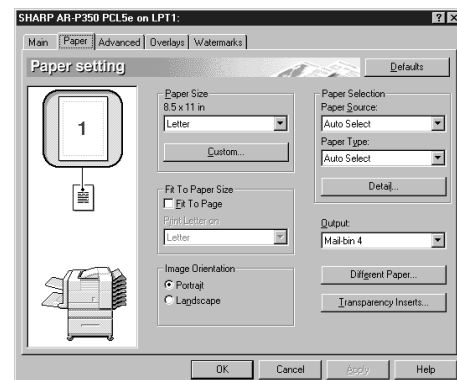 SHARP AR-P350 PCL5e on LPT1:
Main Paper Advanced Overlays Watermarks
Paper setting
Defaults
1
Paper Size
8.5 x 11 in
Letter
Custom...
Fit To Paper Size
Fit To Page
Print Letter on
Letter
Image Orientation
Portrait
Landscape
Paper Selection
Paper Source:
Auto Select
Paper Type:
Auto Select
Detail...
Output:
Mail-bin 4
Different Paper...
Transparency Inserts...
OK Cancel Apply Help